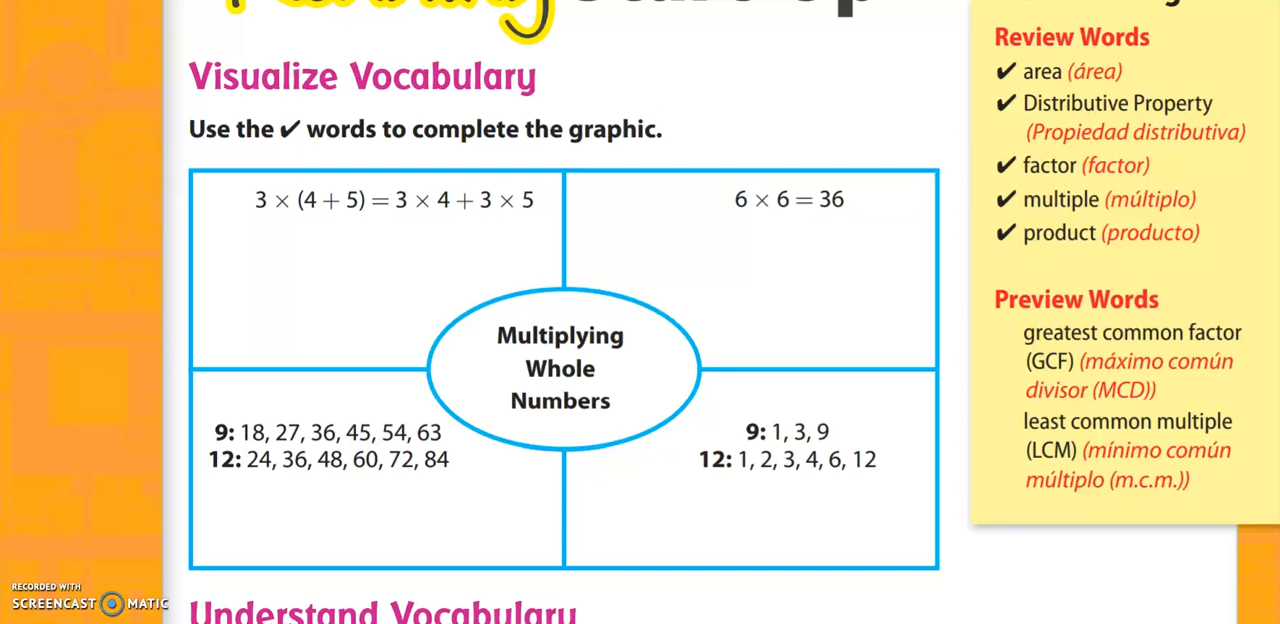 Visualize Vocabulary
Use the ✔ words to complete the graphic.
3 × (4 + 5) = 3 × 4 + 3 × 5
6 × 6 = 36
Multiplying
Whole
Numbers
9: 18, 27, 36, 45, 54, 63
12: 24, 36, 48, 60, 72, 84
9: 1, 3, 9
12: 1, 2, 3, 4, 6, 12
Understand Vocabulary
Review Words
✔ area (área)
✔ Distributive Property
(Propiedad distributiva)
✔ factor (factor)
✔ multiple (múltiplo)
✔ product (producto)
Preview Words
greatest common factor
(GCF) (máximo común
divisor (MCD))
least common multiple
(LCM) (mínimo común
múltiplo (m.c.m.))
RECORDED WITH
SCREENCAST MATIC